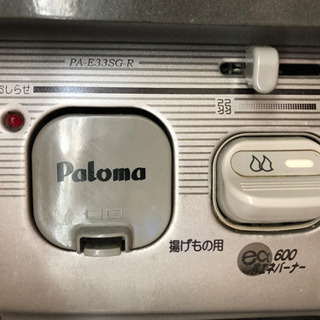 PA-E33SG-R
おしらせ
Paloma
揚げもの用
eco 600
省エネバーナー